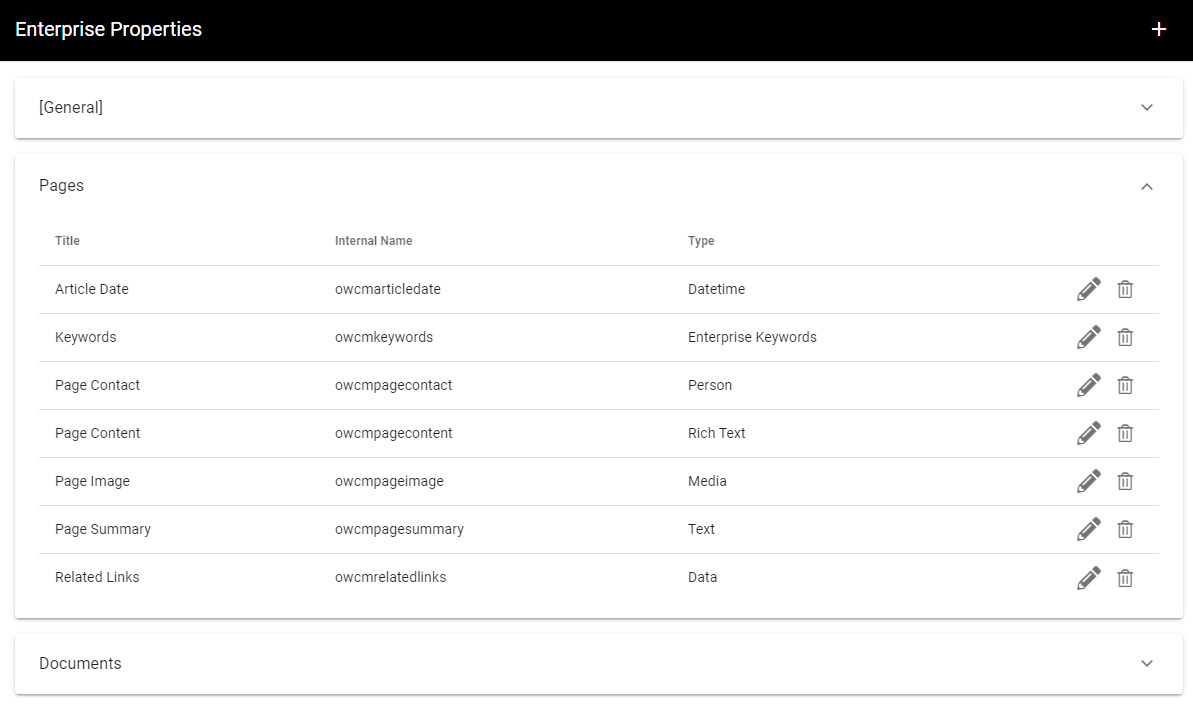 Enterprise Properties
[General]
Pages
Title Internal Name Type
Article Date owcmarticledate Datetime
Keywords owcmkeywords Enterprise Keywords
Page Contact owcmpagecontact Person
Page Content owcmpagecontent Rich Text
Page Image owcmpageimage Media
Page Summary owcmpagesummary Text
Related Links owcmrelatedlinks Data
Documents